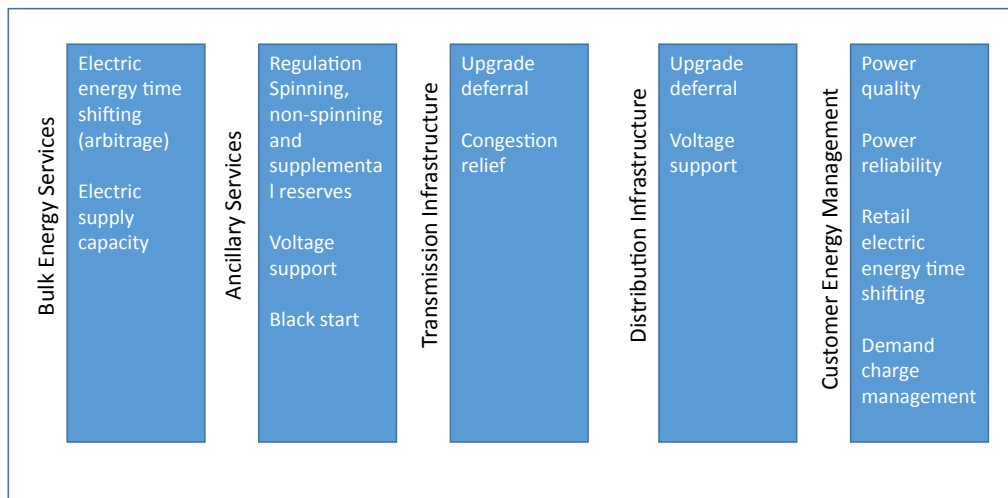 Bulk Energy Services
Electric
energy time
shifting
(arbitrage)
Electric
supply
capacity
Ancillary Services
Regulation
Spinning,
non-spinning
and
supplementa
l reserves
Voltage
support
Black start
Transmission Infrastructure
Upgrade
deferral
Congestion
relief
Distribution Infrastructure
Upgrade
deferral
Voltage
support
Customer Energy Management
Power
quality
Power
reliability
Retail
electric
energy time
shifting
Demand
charge
management